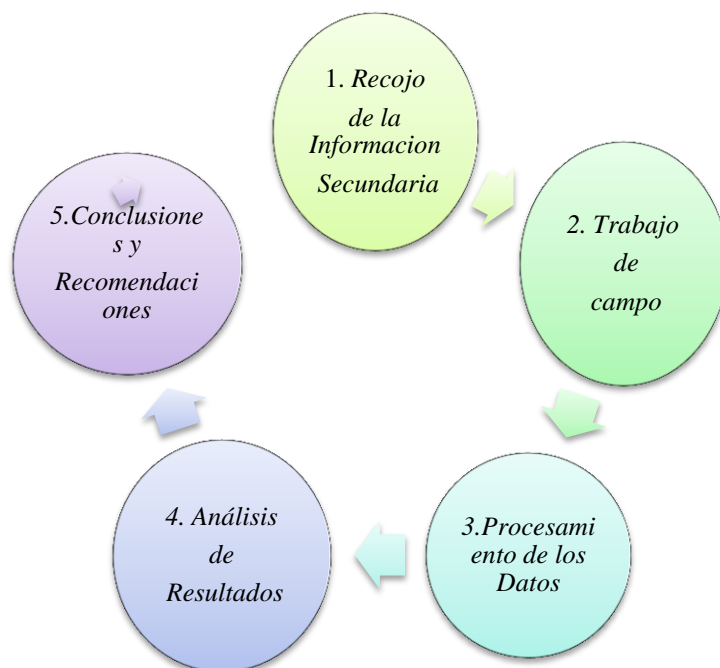 1. Recojo
de la
Informacion
Secundaria
2. Trabajo
de
campo
3.Procesami
ento de los
Datos
4. Análisis
de
Resultados
5.Conclusione
s y
Recomendaci
ones